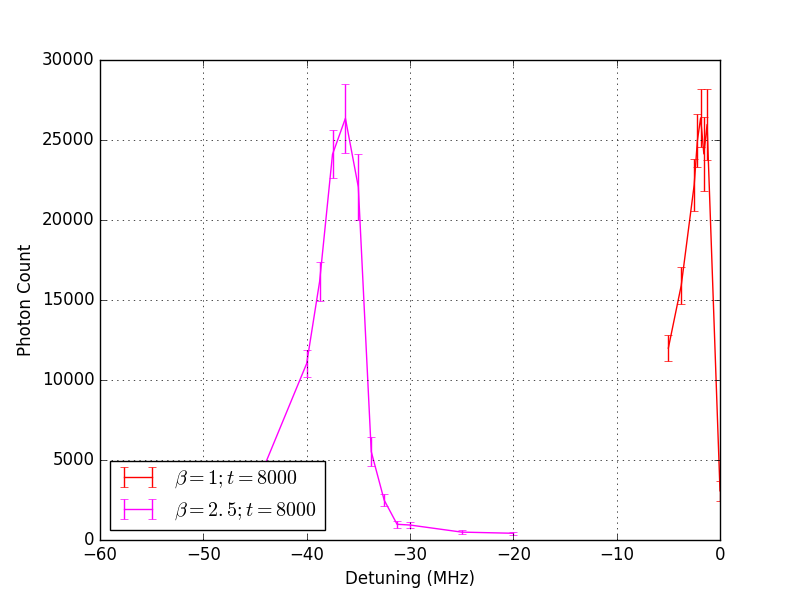 30000
25000
20000
15000
10000
5000
0
Photon Count
β = 1; t = 8000
β = 2.5; t = 8000
−60 −50 −40 −30 −20 −10 0
Detuning (MHz)